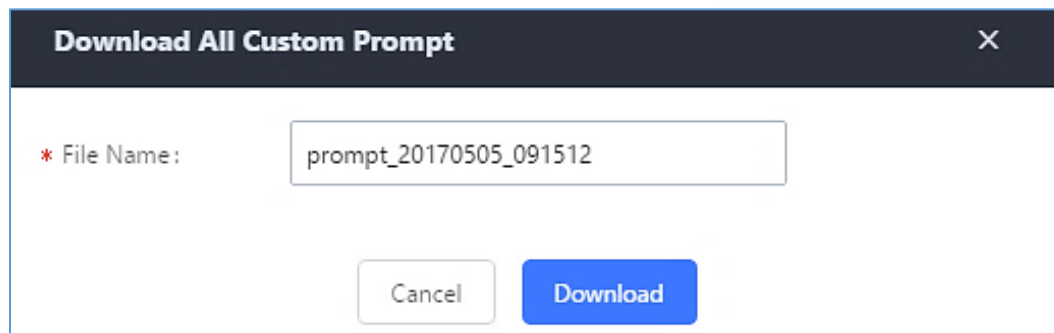 Download All Custom Prompt
* File Name:
prompt_20170505_091512
Cancel
Download